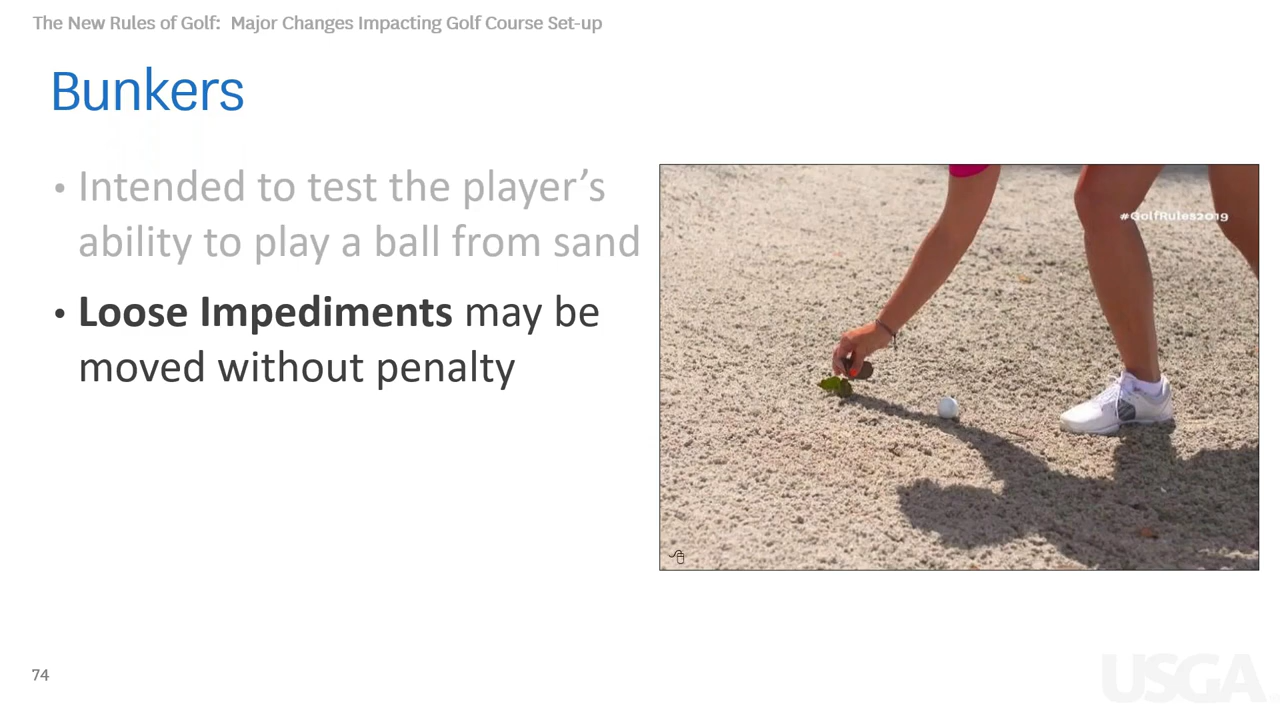 The New Rules of Golf: Major Changes Impacting Golf Course Set-up
Bunkers
• Intended to test the player’s
ability to play a ball from sand
• Loose Impediments may be
moved without penalty
#GolfRules2019
74
USGA